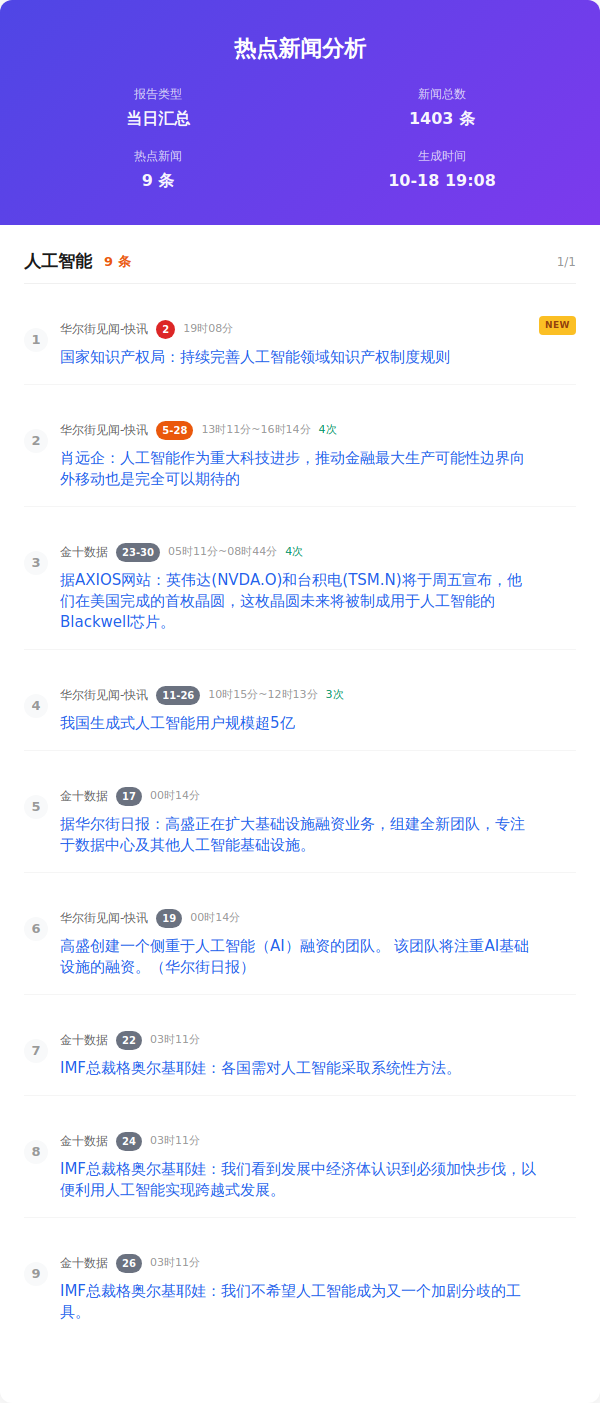 热点新闻分析
报告类型
新闻总数
当日汇总
1403 条
热点新闻
生成时间
9 条
10-18 19:08
人工智能 9 条 1/1
1 华尔街见闻-快讯 2 19时08分 NEW
国家知识产权局：持续完善人工智能领域知识产权制度规则
2 华尔街见闻-快讯 5-28 13时11分~16时14分 4次
肖远企：人工智能作为重大科技进步，推动金融最大生产可能性边界向
外移动也是完全可以期待的
3 金十数据 23-30 05时11分~08时44分 4次
据AXIOS网站：英伟达(NVDA.O)和台积电(TSM.N)将于周五宣布，他
们在美国完成的首枚晶圆，这枚晶圆未来将被制成用于人工智能的
Blackwell芯片。
4 华尔街见闻-快讯 11-26 10时15分~12时13分 3次
我国生成式人工智能用户规模超5亿
5 金十数据 17 00时14分
据华尔街日报：高盛正在扩大基础设施融资业务，组建全新团队，专注
于数据中心及其他人工智能基础设施。
6 华尔街见闻-快讯 19 00时14分
高盛创建一个侧重于人工智能（AI）融资的团队。 该团队将注重AI基础
设施的融资。（华尔街日报）
7 金十数据 22 03时11分
IMF总裁格奥尔基耶娃：各国需对人工智能采取系统性方法。
8 金十数据 24 03时11分
IMF总裁格奥尔基耶娃：我们看到发展中经济体认识到必须加快步伐，以
便利用人工智能实现跨越式发展。
9 金十数据 26 03时11分
IMF总裁格奥尔基耶娃：我们不希望人工智能成为又一个加剧分歧的工
具。